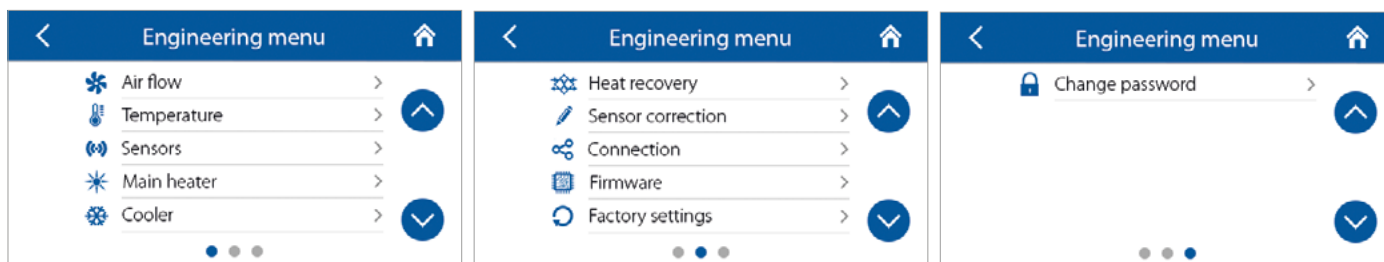 Engineering menu
Air flow
Temperature
Sensors
Main heater
Cooler
Engineering menu
Heat recovery
Sensor correction
Connection
Firmware
Factory settings
Engineering menu
Change password